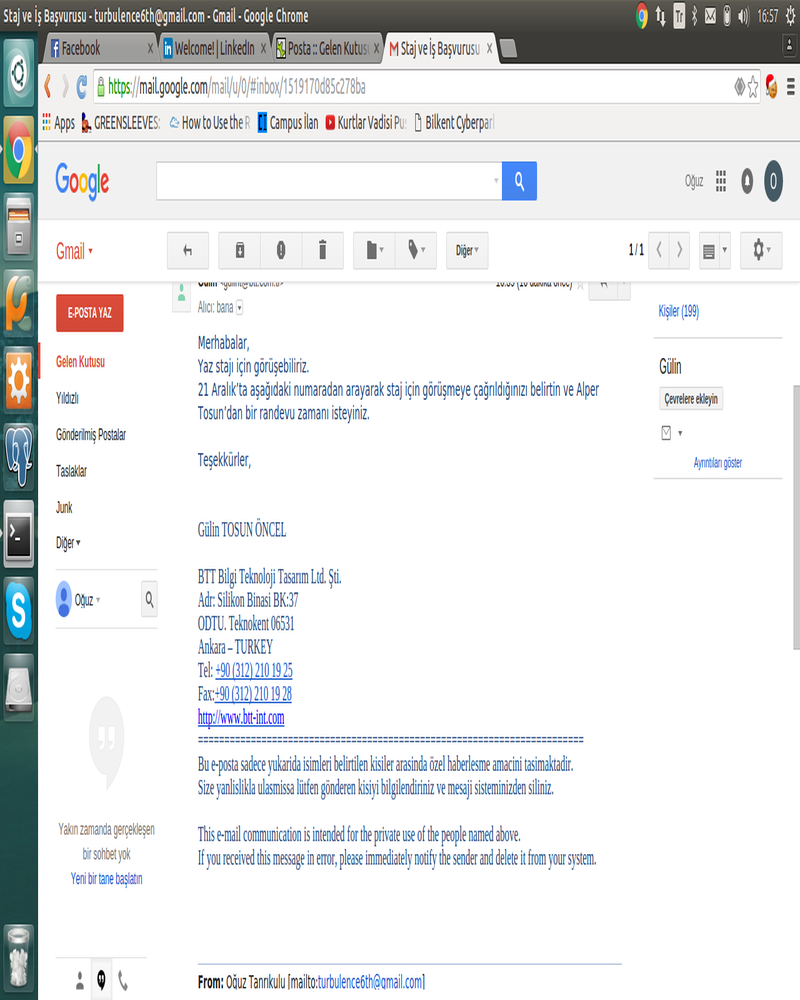 Staj ve İş Başvurusu - turbulence6th@gmail.com - Gmail - Google Chrome
Tr
16:57
Facebook
Welcome! | LinkedIn
Posta :: Gelen Kutus
Staj ve İş Başvurusu
https://mail.google.com/mail/u/0/#inbox/1519170d85c278ba
Apps
GREENSLEEVES:
How to Use the R
Campus İlan
Kurtlar Vadisi Pus
Bilkent Cyberpark
Google
Oğuz
O
Gmail
Diğer
1/1
E-POSTA YAZ
Gelen Kutusu
Yıldızlı
Gönderilmiş Postalar
Taslaklar
Junk
Diğer
Oğuz
Yakın zamanda gerçekleşen
bir sohbet yok
Yeni bir tane başlatın
Alıcı: bana
Merhabalar,
Yaz stajı için görüşebiliriz.
21 Aralık'ta aşağıdaki numaradan arayarak staj için görüşmeye çağrıldığınızı belirtin ve Alper
Tosun'dan bir randevu zamanı isteyiniz.
Teşekkürler,
Gülin TOSUN ÖNCEL
BTT Bilgi Teknoloji Tasarım Ltd. Şti.
Adr: Silikon Binasi BK:37
ODTU. Teknokent 06531
Ankara – TURKEY
Tel: +90 (312) 210 19 25
Fax:+90 (312) 210 19 28
http://www.btt-int.com
========================================================================
Bu e-posta sadece yukarida isimleri belirtilen kisiler arasinda özel haberlesme amacini tasimaktadir.
Size yanlislikla ulasmissa lütfen gönderen kisiyi bilgilendiriniz ve mesaji sisteminizden siliniz.
This e-mail communication is intended for the private use of the people named above.
If you received this message in error, please immediately notify the sender and delete it from your system.
From: Oğuz Tanrıkulu [mailto:turbulence6th@gmail.com]
Kişiler (199)
Gülin
Çevrelere ekleyin
Ayrıntıları göster